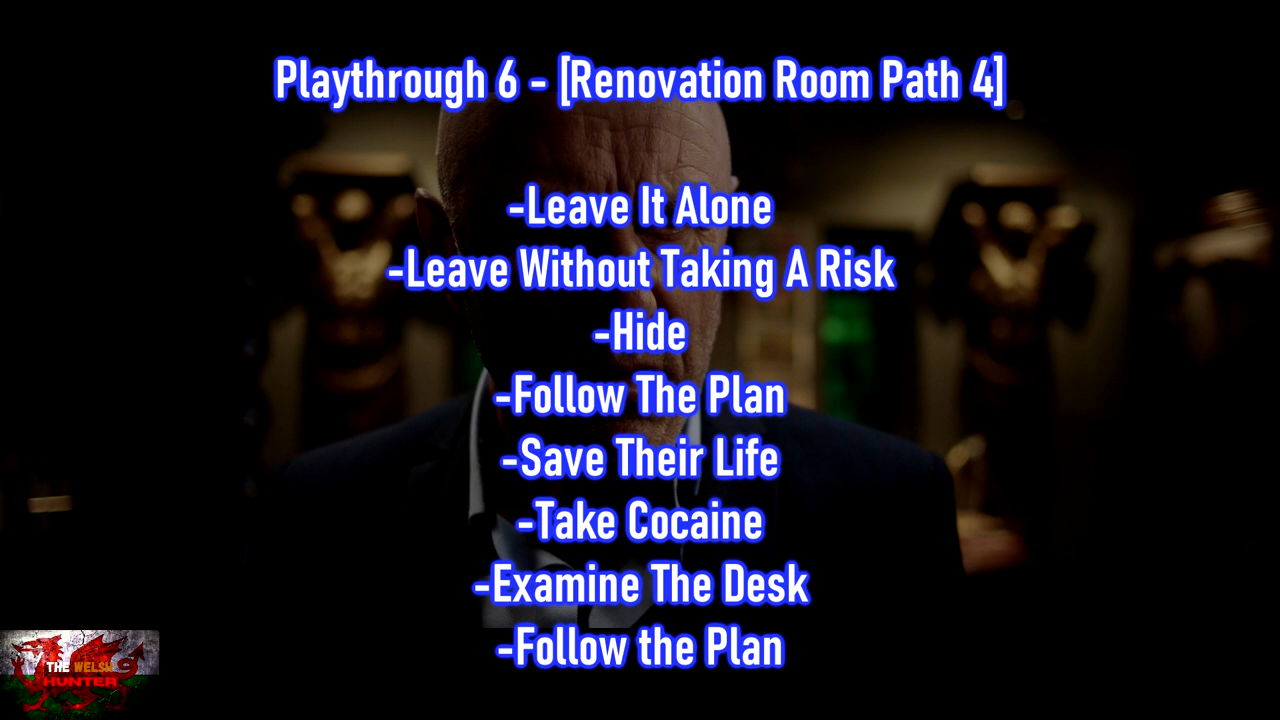 Playthrough 6 - [Renovation Room Path 4]
-Leave It Alone
-Leave Without Taking A Risk
-Hide
-Follow The Plan
-Save Their Life
-Take Cocaine
-Examine The Desk
-Follow the Plan
THE WELSH
HUNTER